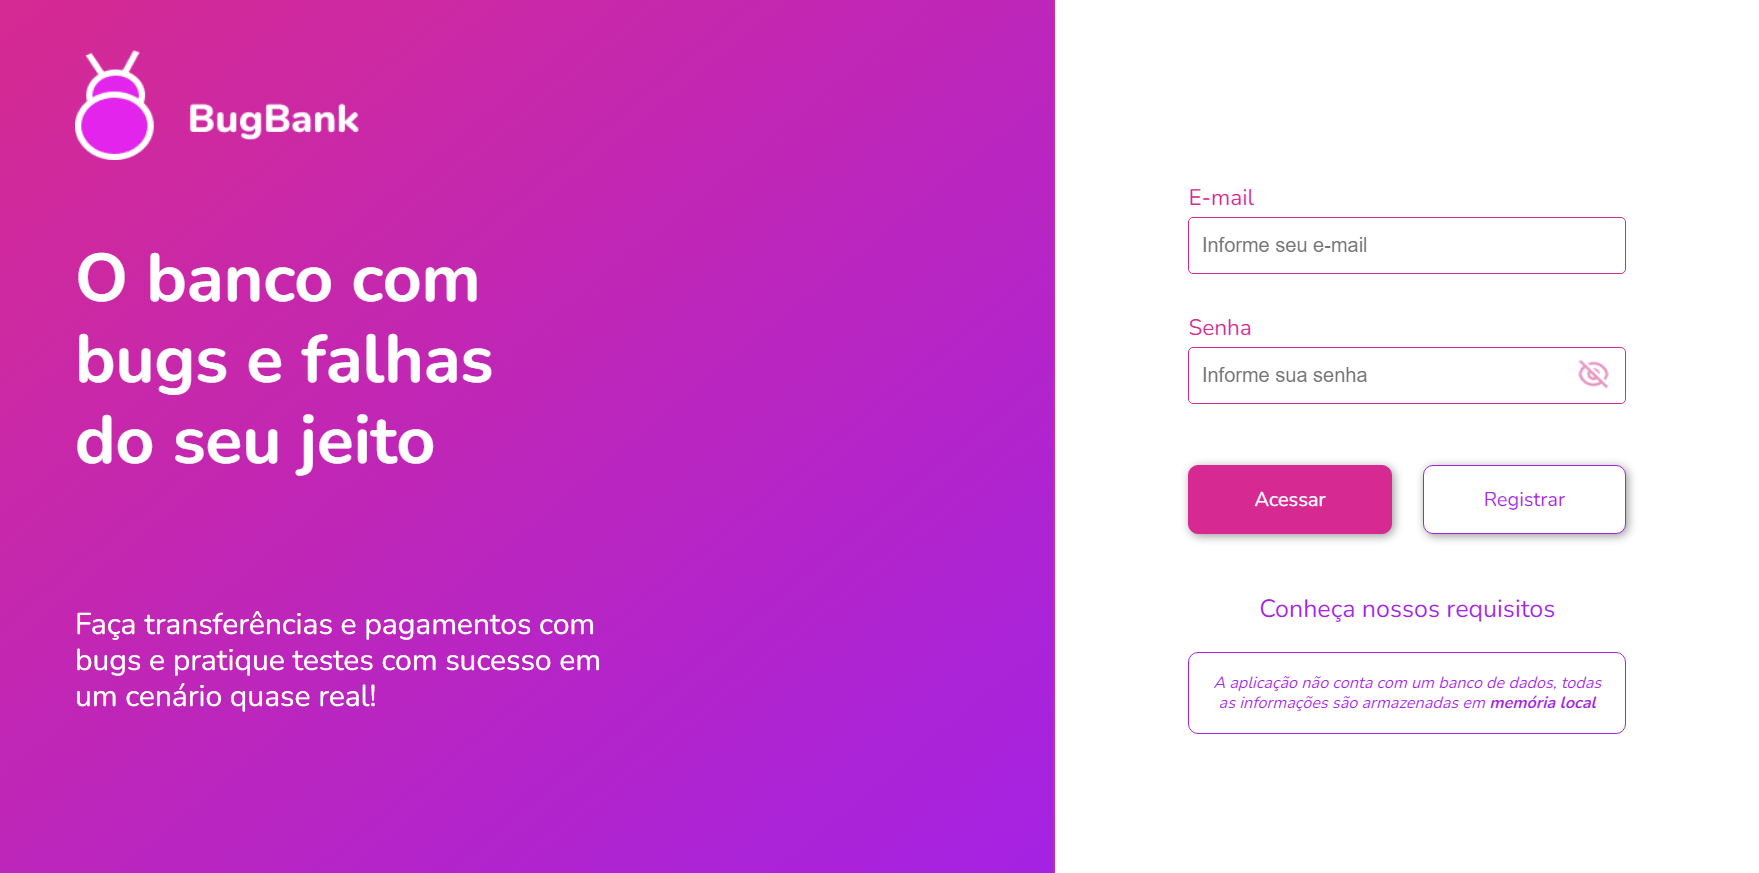 BugBank
O banco com
bugs e falhas
do seu jeito
Faça transferências e pagamentos com
bugs e pratique testes com sucesso em
um cenário quase real!
E-mail
Informe seu e-mail
Senha
Informe sua senha
Acessar
Registrar
Conheça nossos requisitos
A aplicação não conta com um banco de dados, todas
as informações são armazenadas em memória local